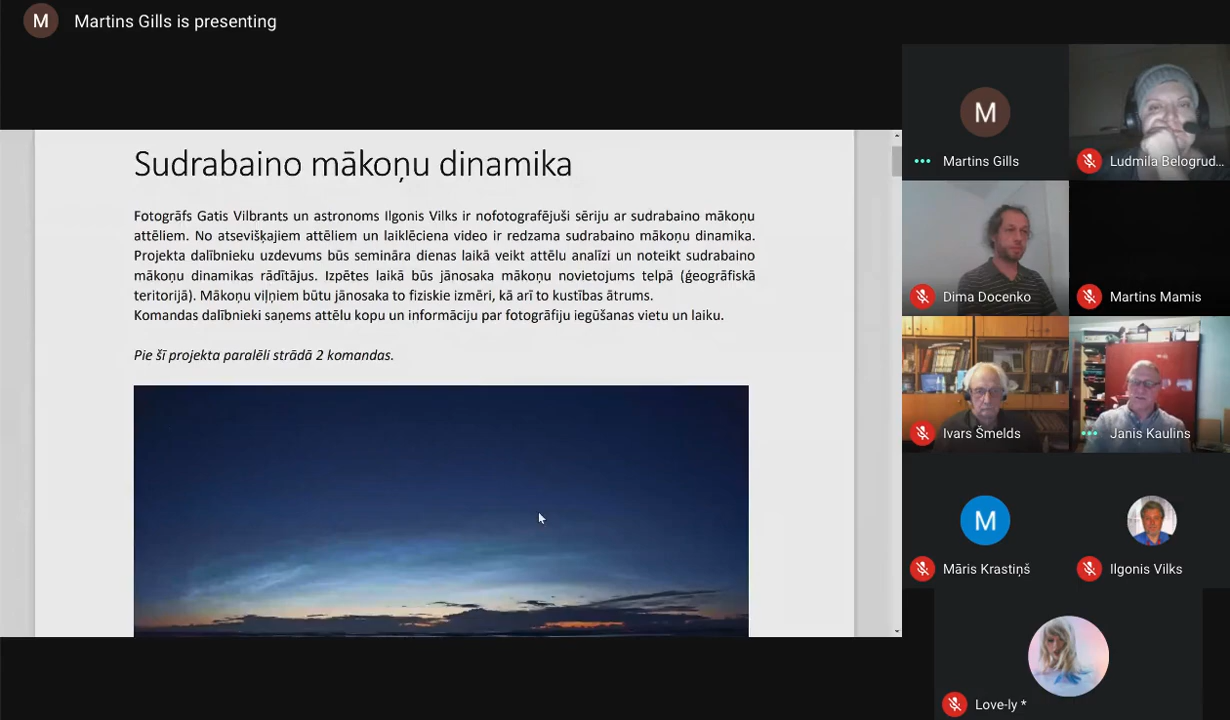 M
Martins Gills is presenting
Sudrabaino mākoņu dinamika
Fotogrāfs Gatis Vilbrants un astronoms Ilgonis Vilks ir nofotografējuši sēriju ar sudrabaino mākoņu
attēliem. No atsevišķajiem attēliem un laiklēciena video ir redzama sudrabaino mākoņu dinamika.
Projekta dalībnieku uzdevums būs semināra dienas laikā veikt attēlu analīzi un noteikt sudrabaino
mākoņu dinamikas rādītājus. Izpētes laikā būs jānosaka mākoņu novietojums telpā (ģeogrāfiskā
teritorijā). Mākoņu viļņiem būtu jānosaka to fiziskie izmēri, kā arī to kustības ātrums.
Komandas dalībnieki saņems attēlu kopu un informāciju par fotogrāfiju iegūšanas vietu un laiku.
Pie šī projekta paralēli strādā 2 komandas.
M
Martins Gills
Ludmila Belogrud...
Dima Docenko
Martins Mamis
Ivars Šmelds
Janis Kaulins
M
Māris Krastiņš
Ilgonis Vilks
Love-ly *